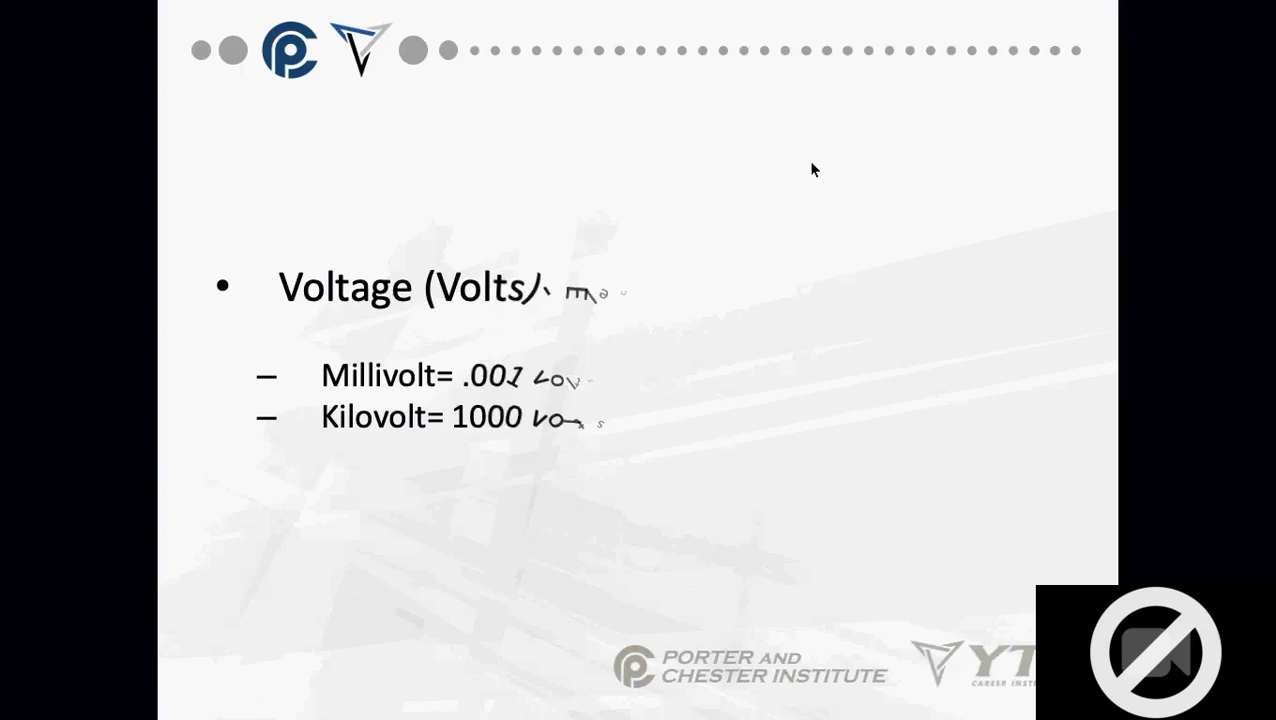 • Voltage (Volts)
– Millivolt= .001
– Kilovolt= 1000
PORTER AND
CHESTER INSTITUTE